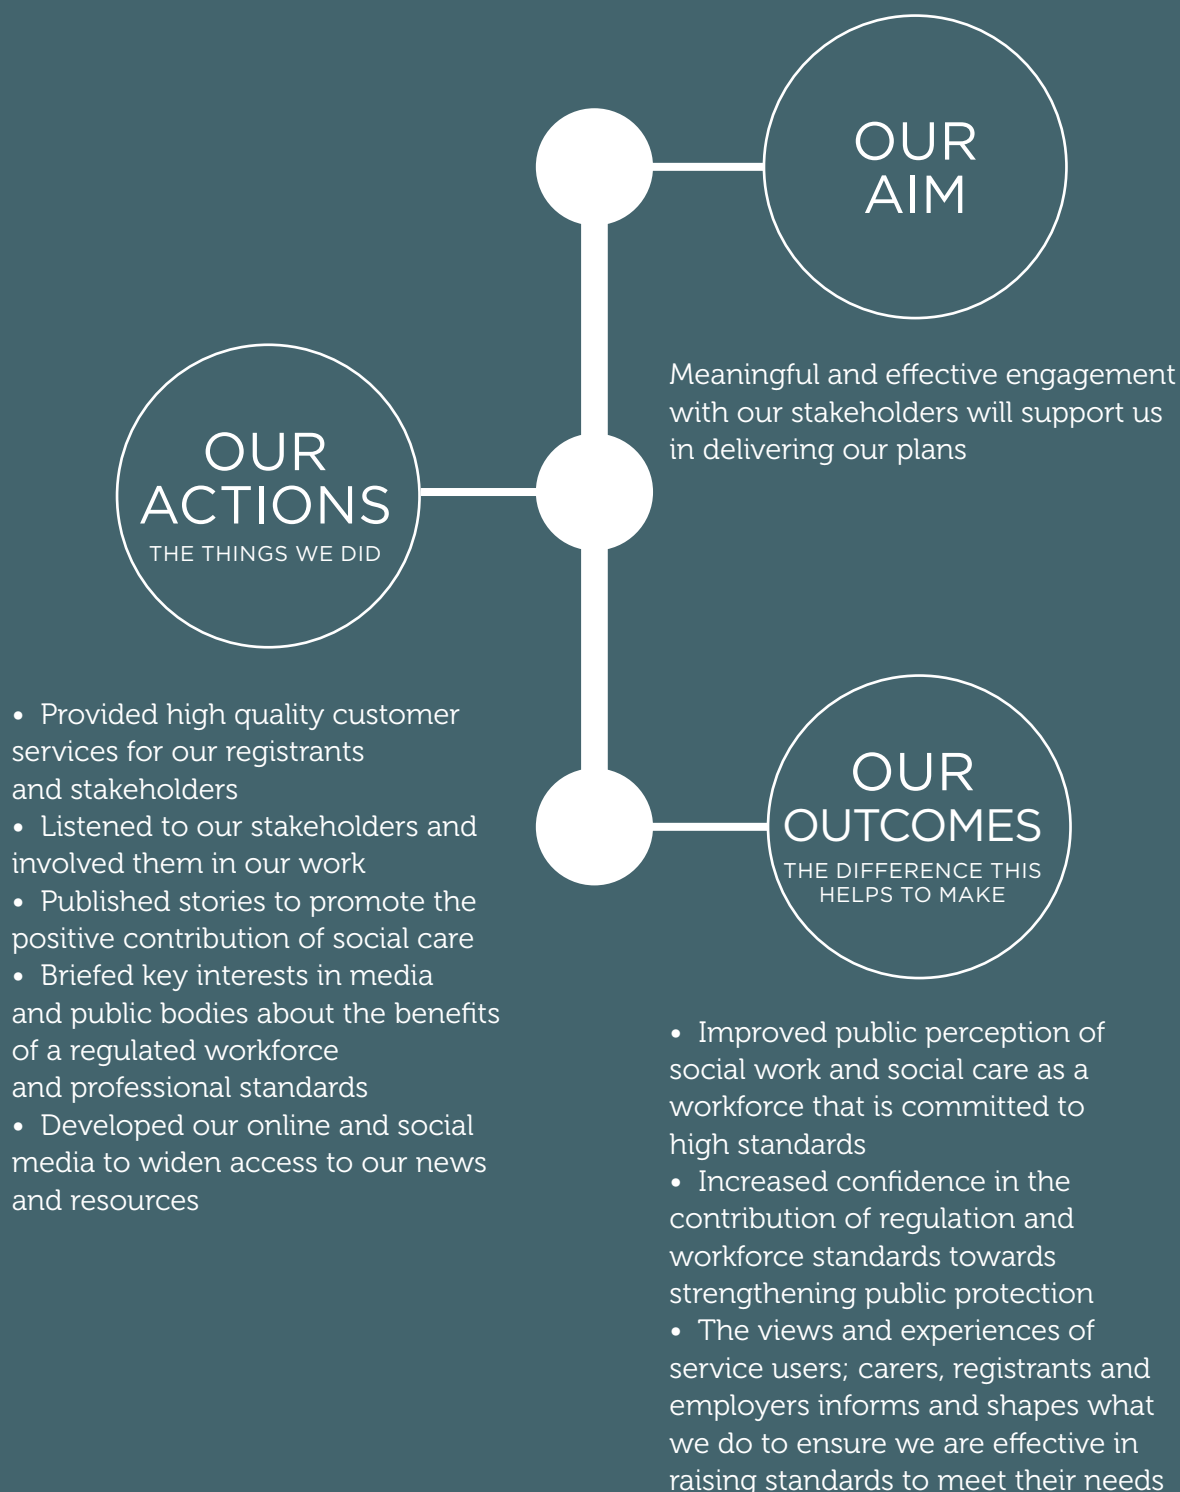 OUR
AIM
Meaningful and effective engagement
with our stakeholders will support us
in delivering our plans
OUR
ACTIONS
THE THINGS WE DID
• Provided high quality customer
services for our registrants
and stakeholders
• Listened to our stakeholders and
involved them in our work
• Published stories to promote the
positive contribution of social care
• Briefed key interests in media
and public bodies about the benefits
of a regulated workforce
and professional standards
• Developed our online and social
media to widen access to our news
and resources
OUR
OUTCOMES
THE DIFFERENCE THIS
HELPS TO MAKE
• Improved public perception of
social work and social care as a
workforce that is committed to
high standards
• Increased confidence in the
contribution of regulation and
workforce standards towards
strengthening public protection
• The views and experiences of
service users; carers, registrants and
employers informs and shapes what
we do to ensure we are effective in
raising standards to meet their needs